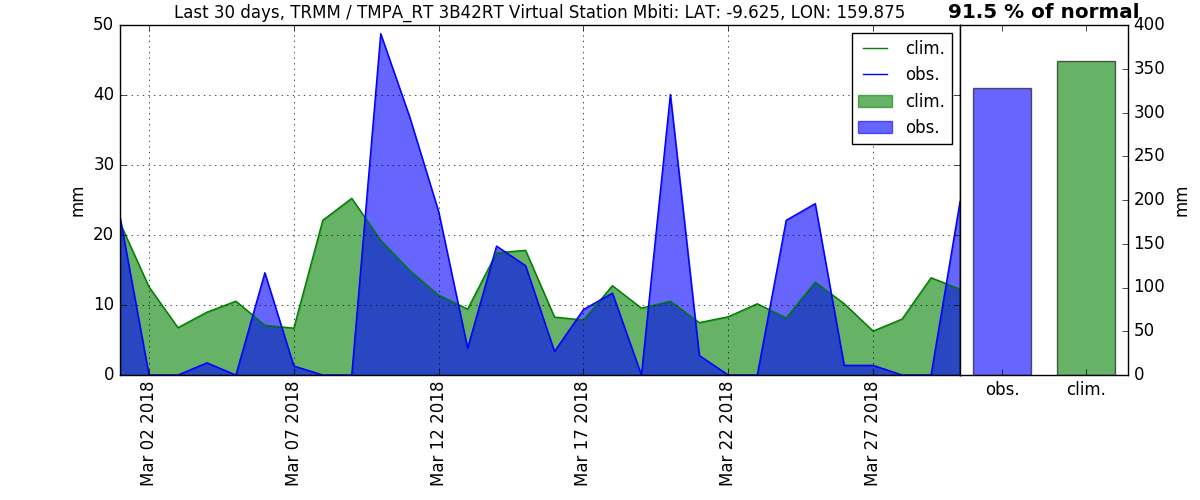 Last 30 days, TRMM / TMPA_RT 3B42RT Virtual Station Mbiti: LAT: -9.625, LON: 159.875
91.5 % of normal
50
40
30
20
10
0
mm
clim.
obs.
clim.
obs.
Mar 02 2018
Mar 07 2018
Mar 12 2018
Mar 17 2018
Mar 22 2018
Mar 27 2018
400
350
300
250
200
150
100
50
0
mm
obs.
clim.